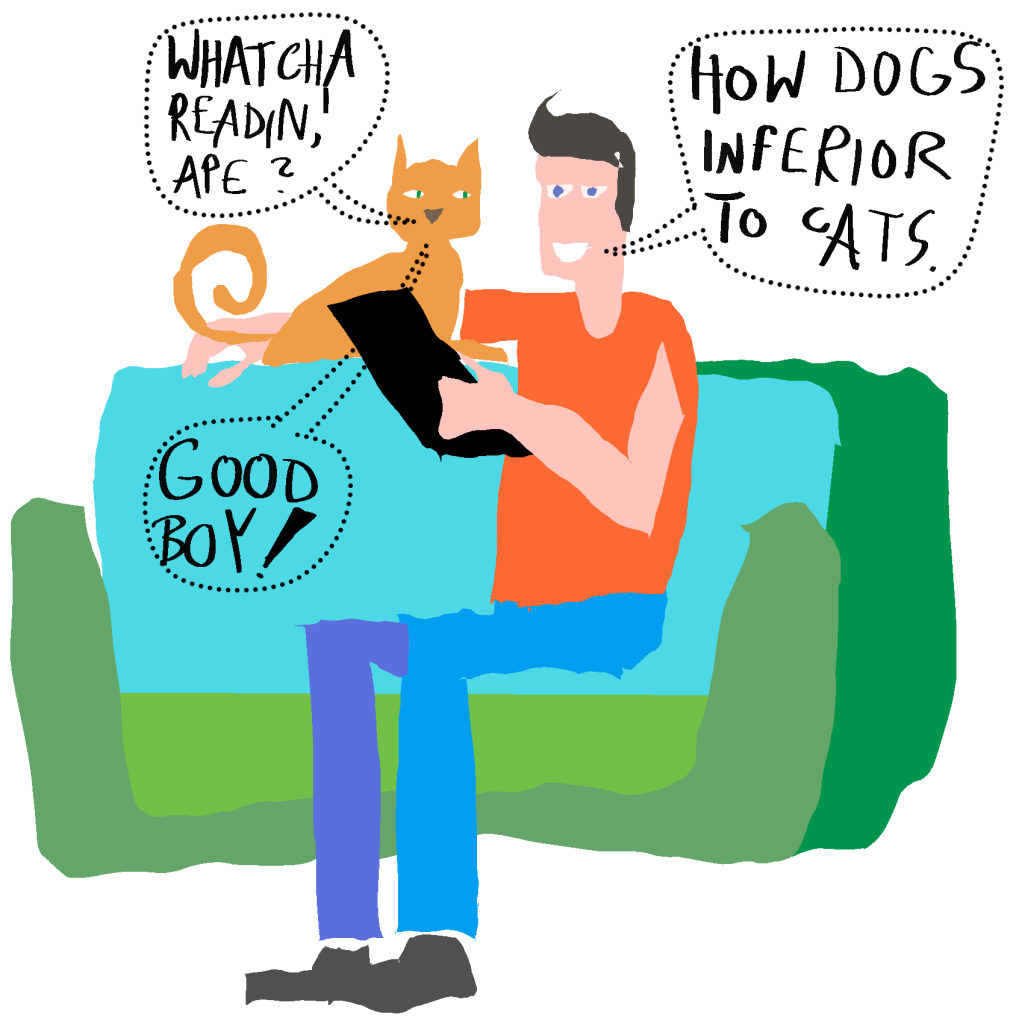 WHATCHA
READIN'
APE ?
HOW DOGS
INFERIOR
TO CATS.
GOOD
BOY!